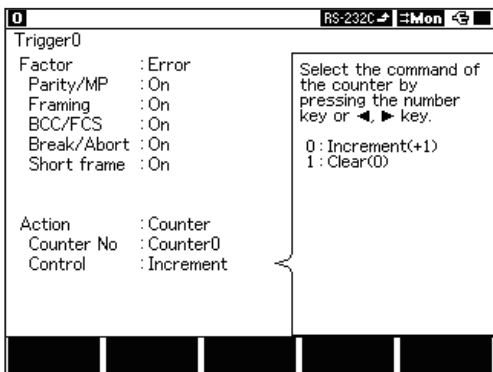 0 RS-232C ⇄Mon
Trigger0
Factor :Error
Parity/MP :On
Framing :On
BCC/FCS :On
Break/Abort :On
Short frame :On
Action :Counter
Counter No :Counter0
Control :Increment
Select the command of
the counter by
pressing the number
key or ◄, ► key.
0:Increment(+1)
1:Clear(0)